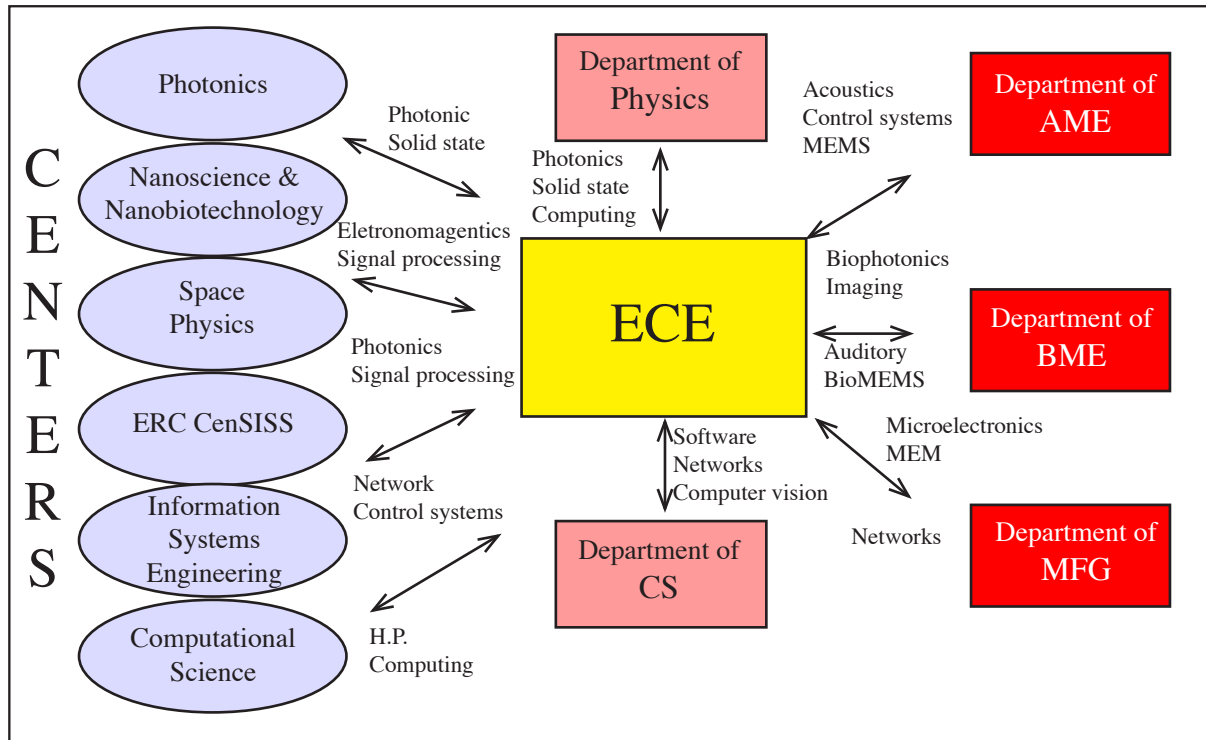 CENTERS
Photonics
Nanoscience &
Nanobiotechnology
Space
Physics
ERC CenSISS
Information
Systems
Engineering
Computational
Science
Photonic
Solid state
Eletronomagentics
Signal processing
Photonics
Signal processing
Network
Control systems
H.P.
Computing
Department of
Physics
Photonics
Solid state
Computing
ECE
Software
Networks
Computer vision
Department of
CS
Acoustics
Control systems
MEMS
Department of
AME
Biophotonics
Imaging
Auditory
BioMEMS
Department of
BME
Microelectronics
MEM
Networks
Department of
MFG